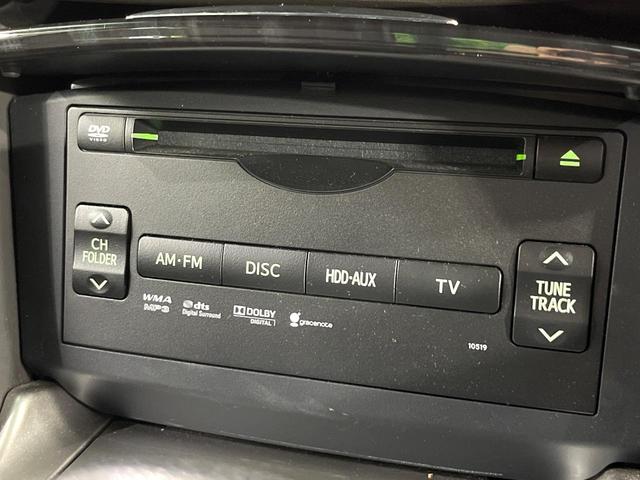 DVD
VIDEO
CH
FOLDER
AM·FM
DISC
HDD·AUX
TV
TUNE
TRACK
WMA
MP3
dts
Digital Surround
DOLBY
DIGITAL
gracenote
10519